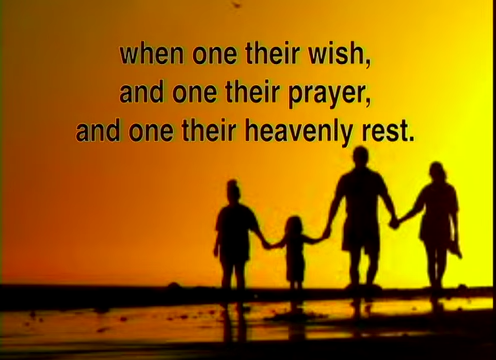 when one their wish,
and one their prayer,
and one their heavenly rest.